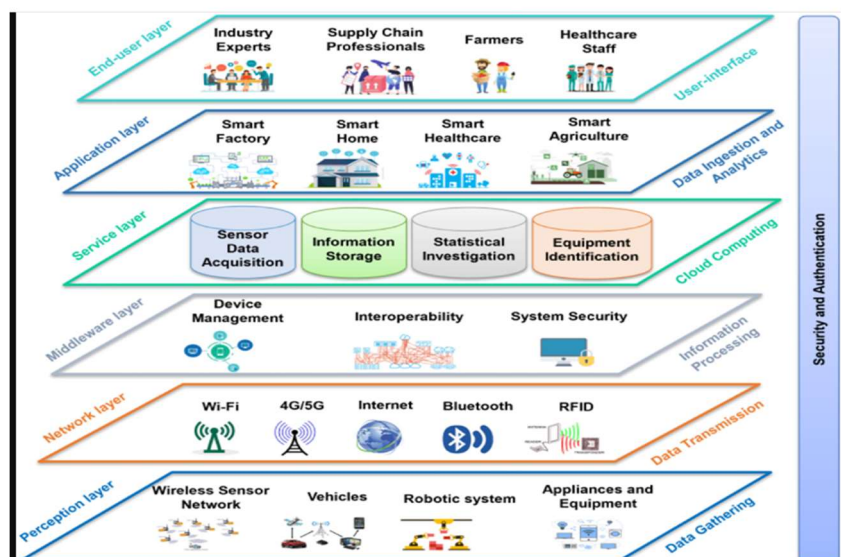 End-user layer
Industry
Experts
Supply Chain
Professionals
Farmers
Healthcare
Staff
User-interface
Application layer
Smart
Factory
Smart
Home
Smart
Healthcare
Smart
Agriculture
Data Ingestion and
Analytics
Service layer
Sensor
Data
Acquisition
Information
Storage
Statistical
Investigation
Equipment
Identification
Cloud Computing
Middleware layer
Device
Management
Interoperability
System Security
Information
Processing
Network layer
Wi-Fi
4G/5G
Internet
Bluetooth
RFID
Data Transmission
Perception layer
Wireless Sensor
Network
Vehicles
Robotic system
Appliances and
Equipment
Data Gathering
Security and Authentication